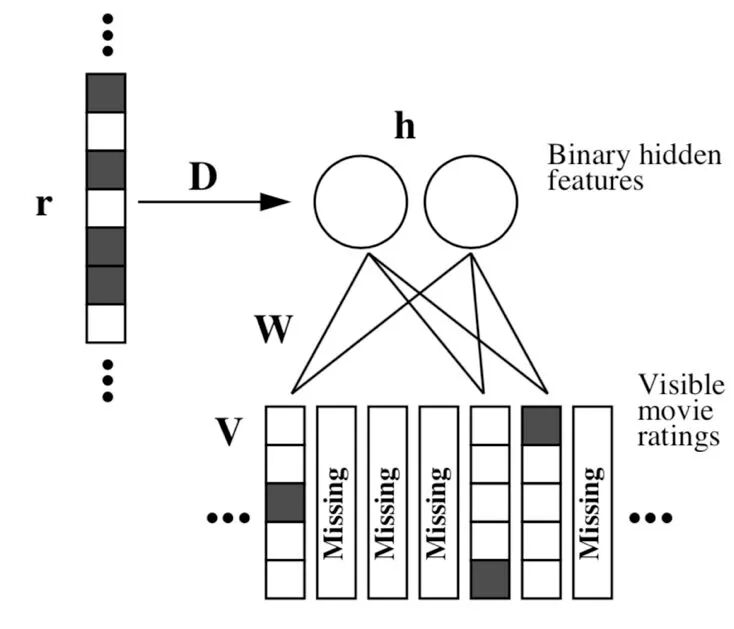 h
Binary hidden
features
D
r
W
Visible
movie
ratings
V
Missing
Missing
Missing
Missing